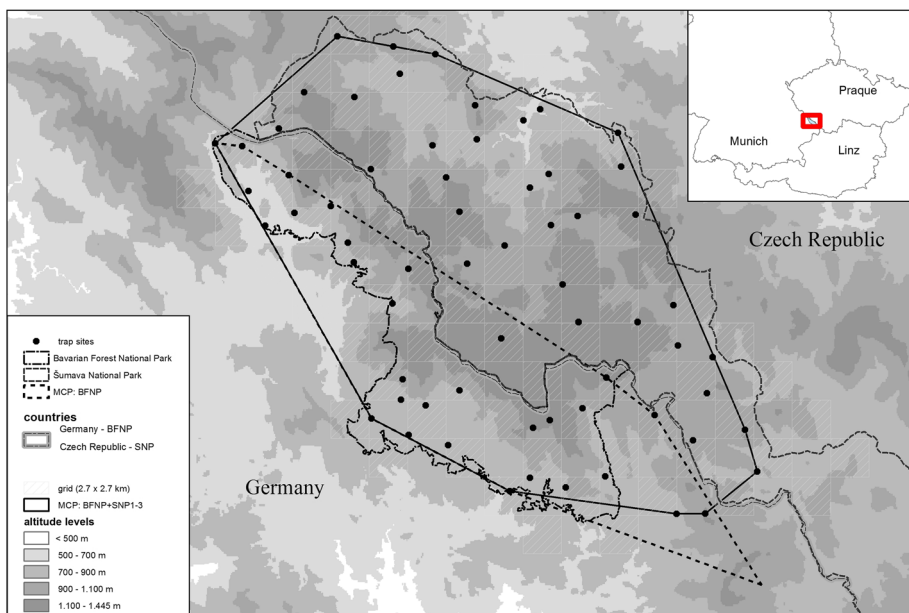 Praque
Munich
Linz
Czech Republic
Germany
trap sites
Bavarian Forest National Park
Šumava National Park
MCP: BFNP
countries
Germany - BFNP
Czech Republic - SNP
grid (2.7 x 2.7 km)
MCP: BFNP+SNP1-3
altitude levels
< 500 m
500 - 700 m
700 - 900 m
900 - 1.100 m
1.100 - 1.445 m